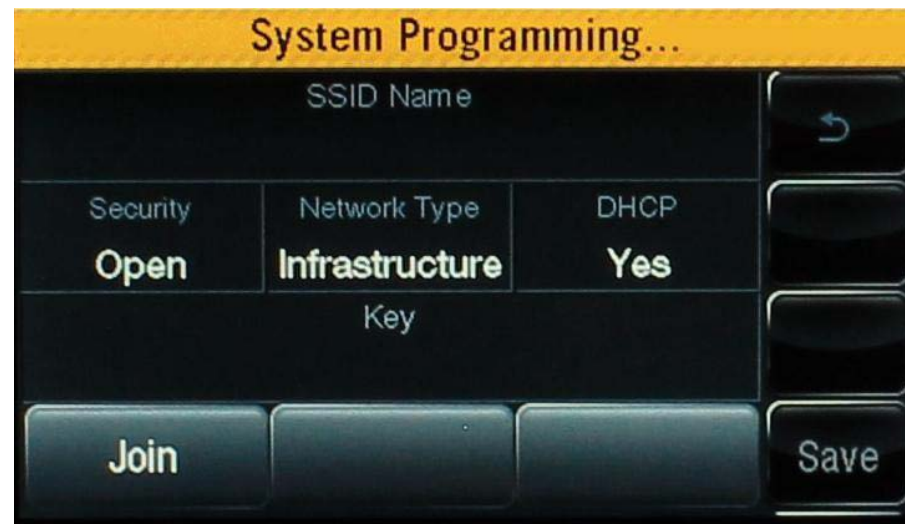 System Programming...
SSID Name
Security Network Type DHCP
Open Infrastructure Yes
Key
Join Save